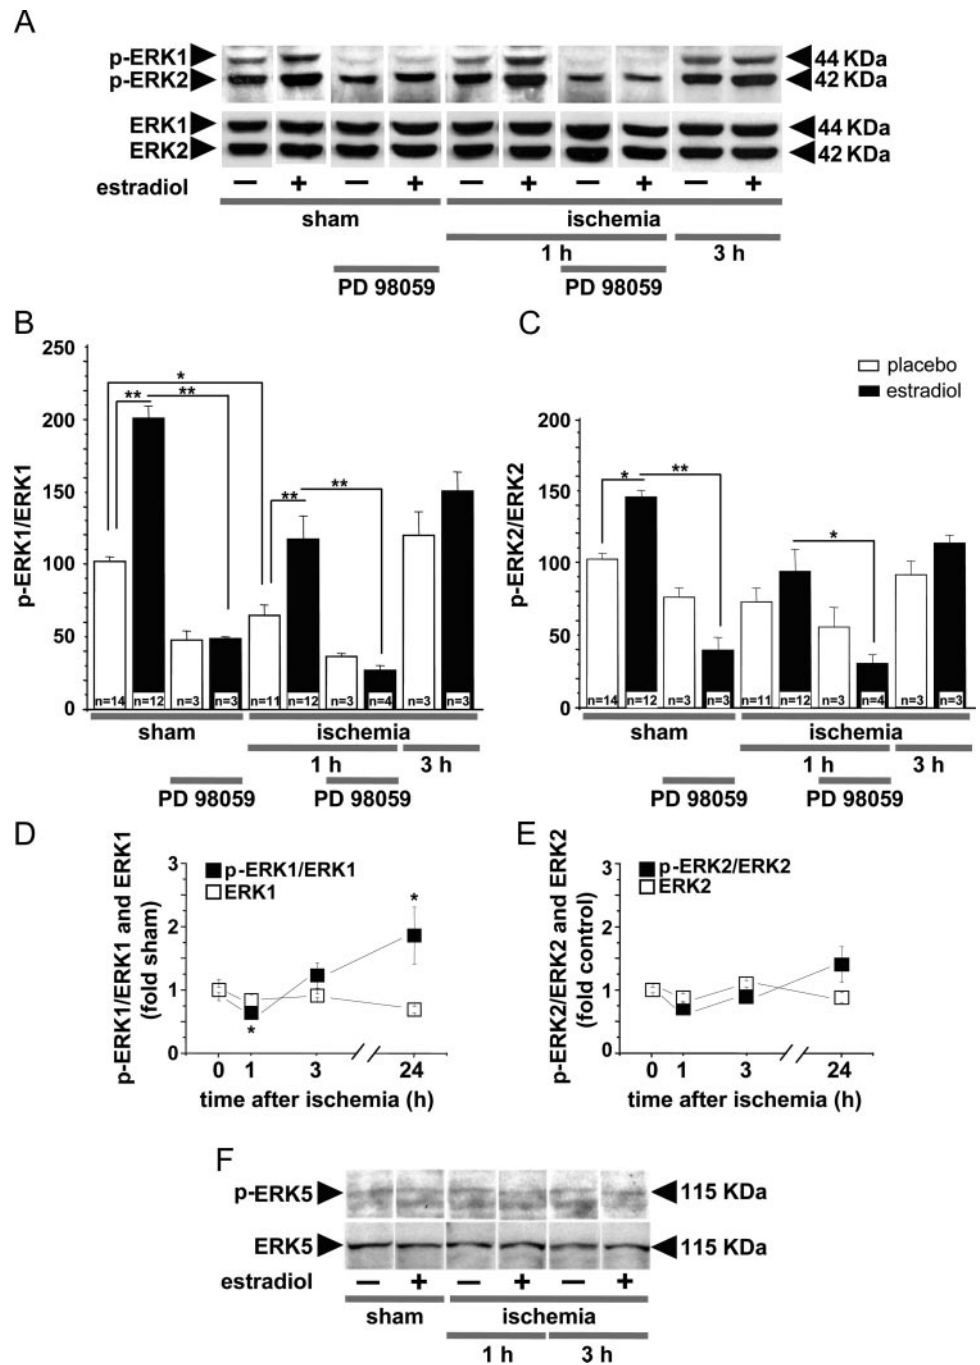 A
p-ERK1 44 KDa
p-ERK2 42 KDa
ERK1 44 KDa
ERK2 42 KDa
estradiol − + − + − + − + − +
sham ischemia
1 h 3 h
PD 98059 PD 98059
B
p-ERK1/ERK1
250
200
150
100
50
0
*
** **
** **
n=14 n=12 n=3 n=3 n=11 n=12 n=3 n=4 n=3 n=3
sham ischemia
1 h 3 h
PD 98059 PD 98059
C
placebo
estradiol
p-ERK2/ERK2
200
150
100
50
0
* **
*
n=14 n=12 n=3 n=3 n=11 n=12 n=3 n=4 n=3 n=3
sham ischemia
1 h 3 h
PD 98059 PD 98059
D
p-ERK1/ERK1 and ERK1
(fold sham)
3
2
1
0
p-ERK1/ERK1
ERK1
*
*
0 1 3 24
time after ischemia (h)
E
p-ERK2/ERK2 and ERK2
(fold control)
3
2
1
0
p-ERK2/ERK2
ERK2
0 1 3 24
time after ischemia (h)
F
p-ERK5 115 KDa
ERK5 115 KDa
estradiol − + − + − +
sham ischemia
1 h 3 h